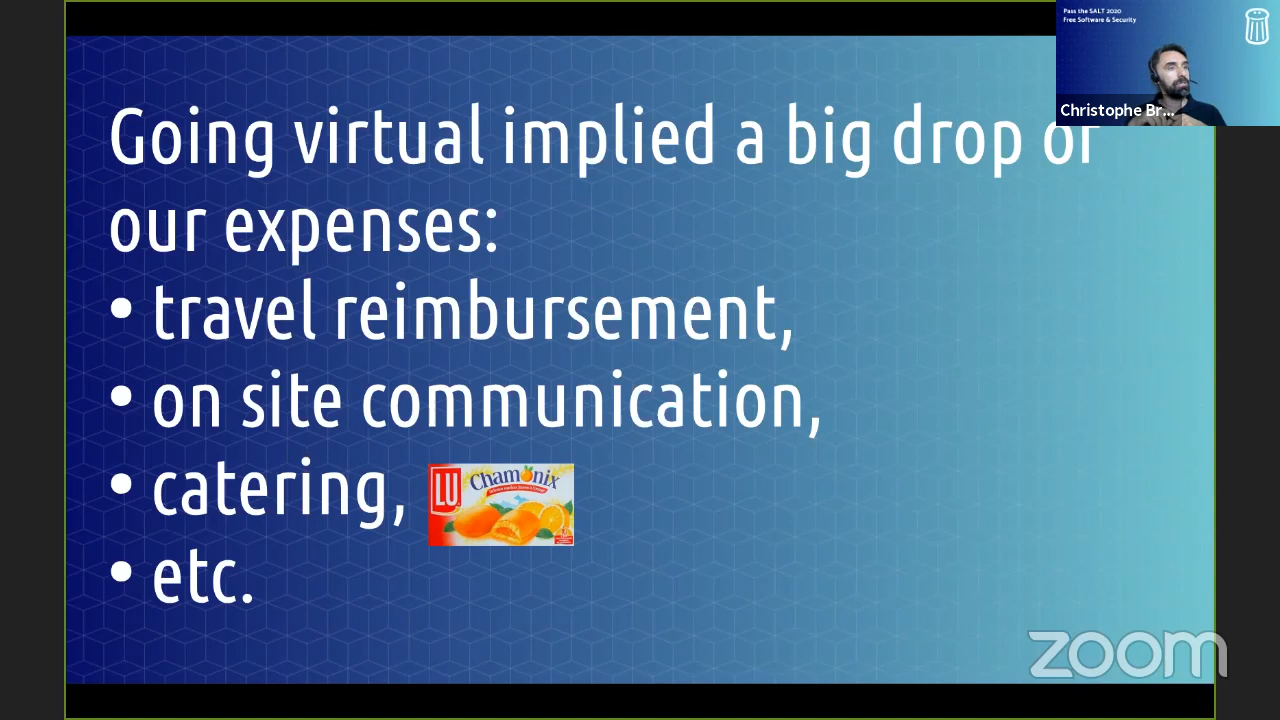 Pass the SALT 2020
Free Software & Security
Christophe Br...
Going virtual implied a big drop of
our expenses:
• travel reimbursement,
• on site communication,
• catering,
LU Chamonix
• etc.
zoom